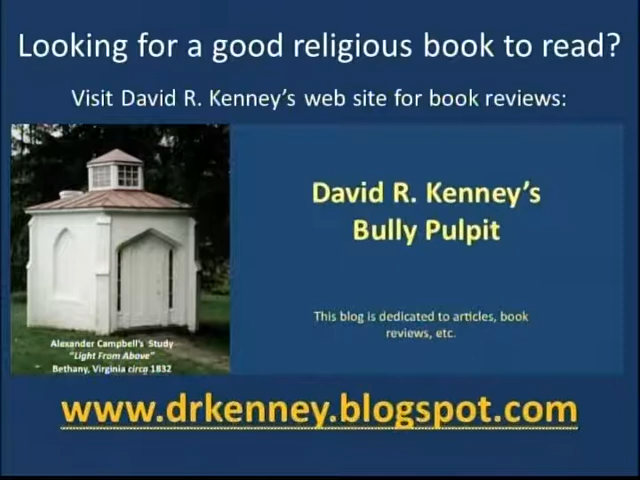 Looking for a good religious book to read?
Visit David R. Kenney's web site for book reviews:
David R. Kenney's
Bully Pulpit
This blog is dedicated to articles, book
reviews, etc.
Alexander Campbell's Study
"Light From Above"
Bethany, Virginia circa 1832
www.drkenney.blogspot.com